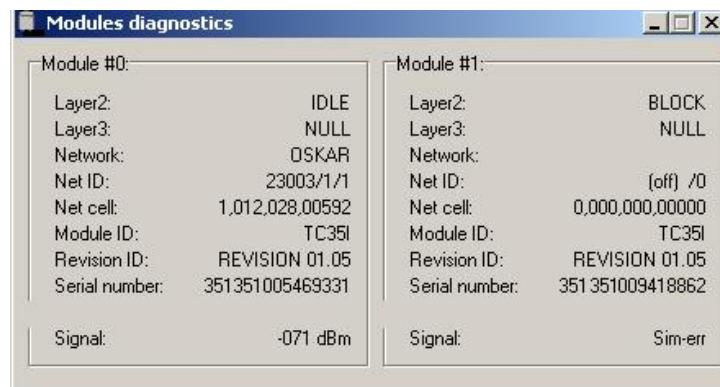 Modules diagnostics
Module #0:
Layer2: IDLE
Layer3: NULL
Network: OSKAR
Net ID: 23003/1/1
Net cell: 1,012,028,00592
Module ID: TC35I
Revision ID: REVISION 01.05
Serial number: 351351005469331
Signal: -071 dBm
Module #1:
Layer2: BLOCK
Layer3: NULL
Network:
Net ID: (off) /0
Net cell: 0,000,000,00000
Module ID: TC35I
Revision ID: REVISION 01.05
Serial number: 351351009418862
Signal: Sim-err